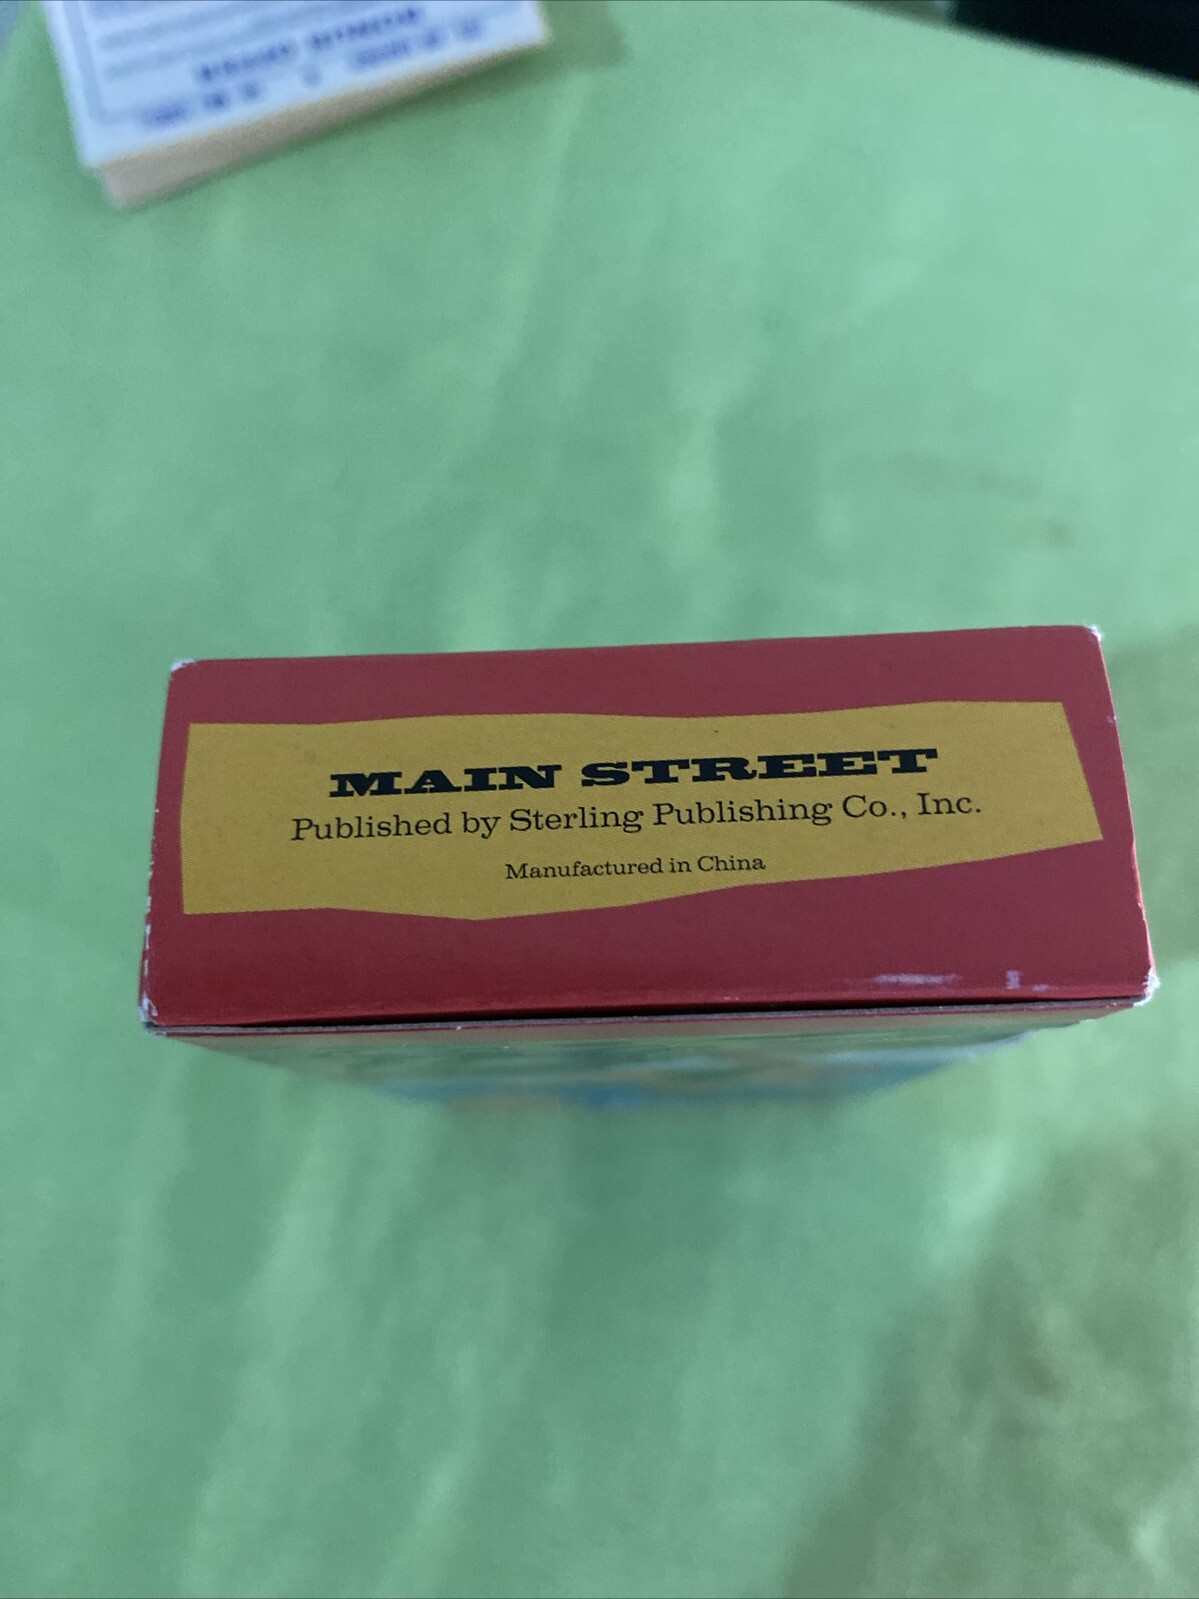 MAIN STREET
Published by Sterling Publishing Co., Inc.
Manufactured in China